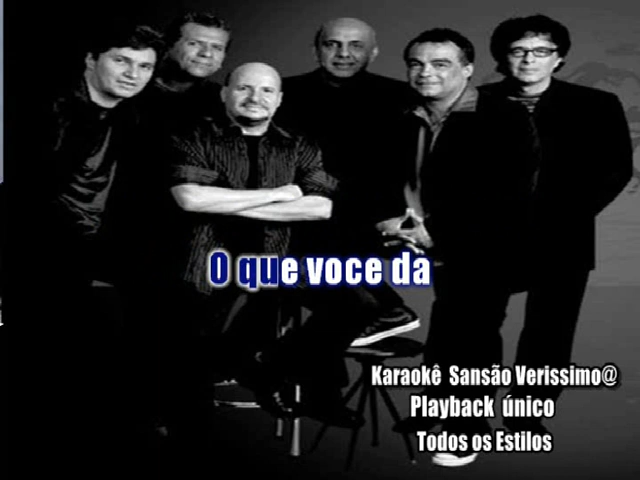 O que voce da
Karaokê Sansão Verissimo@
Playback único
Todos os Estilos